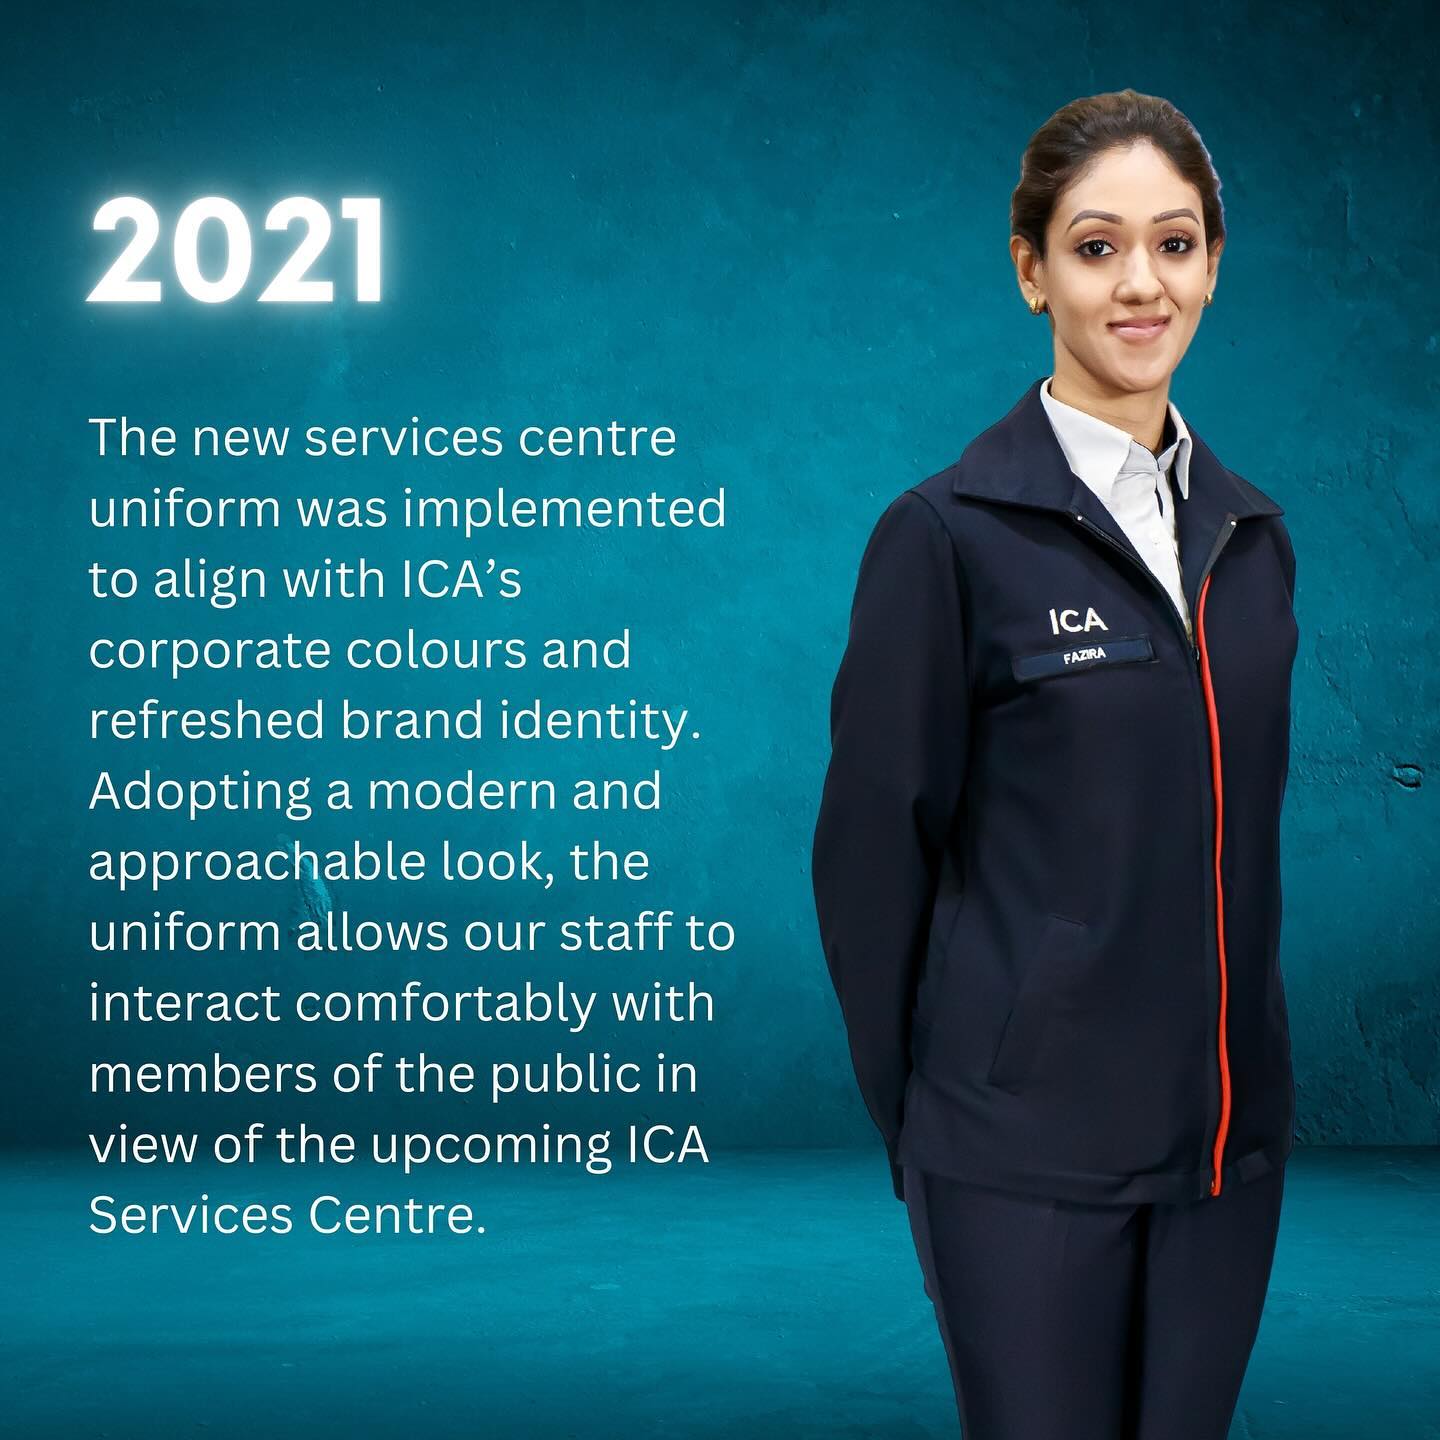 2021
The new services centre
uniform was implemented
to align with ICA’s
corporate colours and
refreshed brand identity.
Adopting a modern and
approachable look, the
uniform allows our staff to
interact comfortably with
members of the public in
view of the upcoming ICA
Services Centre.
ICA
FAZIRA